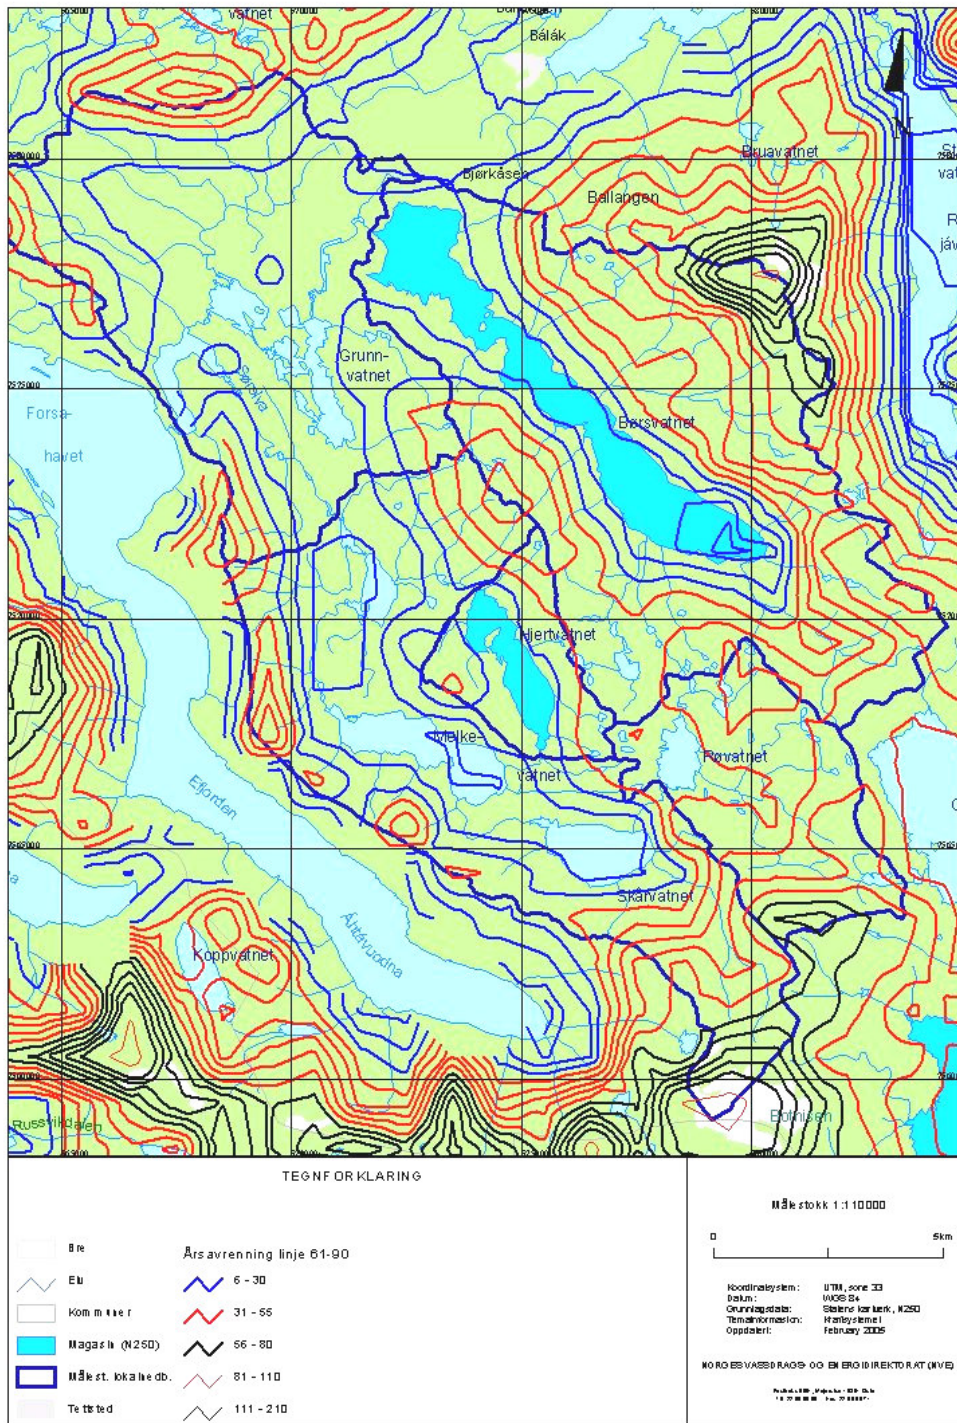 vatnet
Bálák
Bruavatnet
Bjørkåsen
Ballangen
Grunn-
vatnet
Sørelva
Forsa-
havet
Børsvatnet
Hjertvatnet
Melke-
vatnet
Røvatnet
Efjorden
Skårvatnet
Áhtávuodna
Koppvatnet
Russvikdalen
TEGNFORKLARING
Bre
Elv
Kommuner
Magasin (N250)
Målest. lokalnedb.
Tettsted
Årsavrenning linje 61-90
6 - 30
31 - 55
56 - 80
81 - 110
111 - 210
Målestokk 1:110000
0 5km
Koordinatsystem: UTM, sone 33
Datum: WGS 84
Grunnlagsdata: Statens kartverk, N250
Temainformasjon: Kraftsystemet
Oppdatert: February 2005
NORGES VASSDRAGS- OG ENERGIDIREKTORAT (NVE)